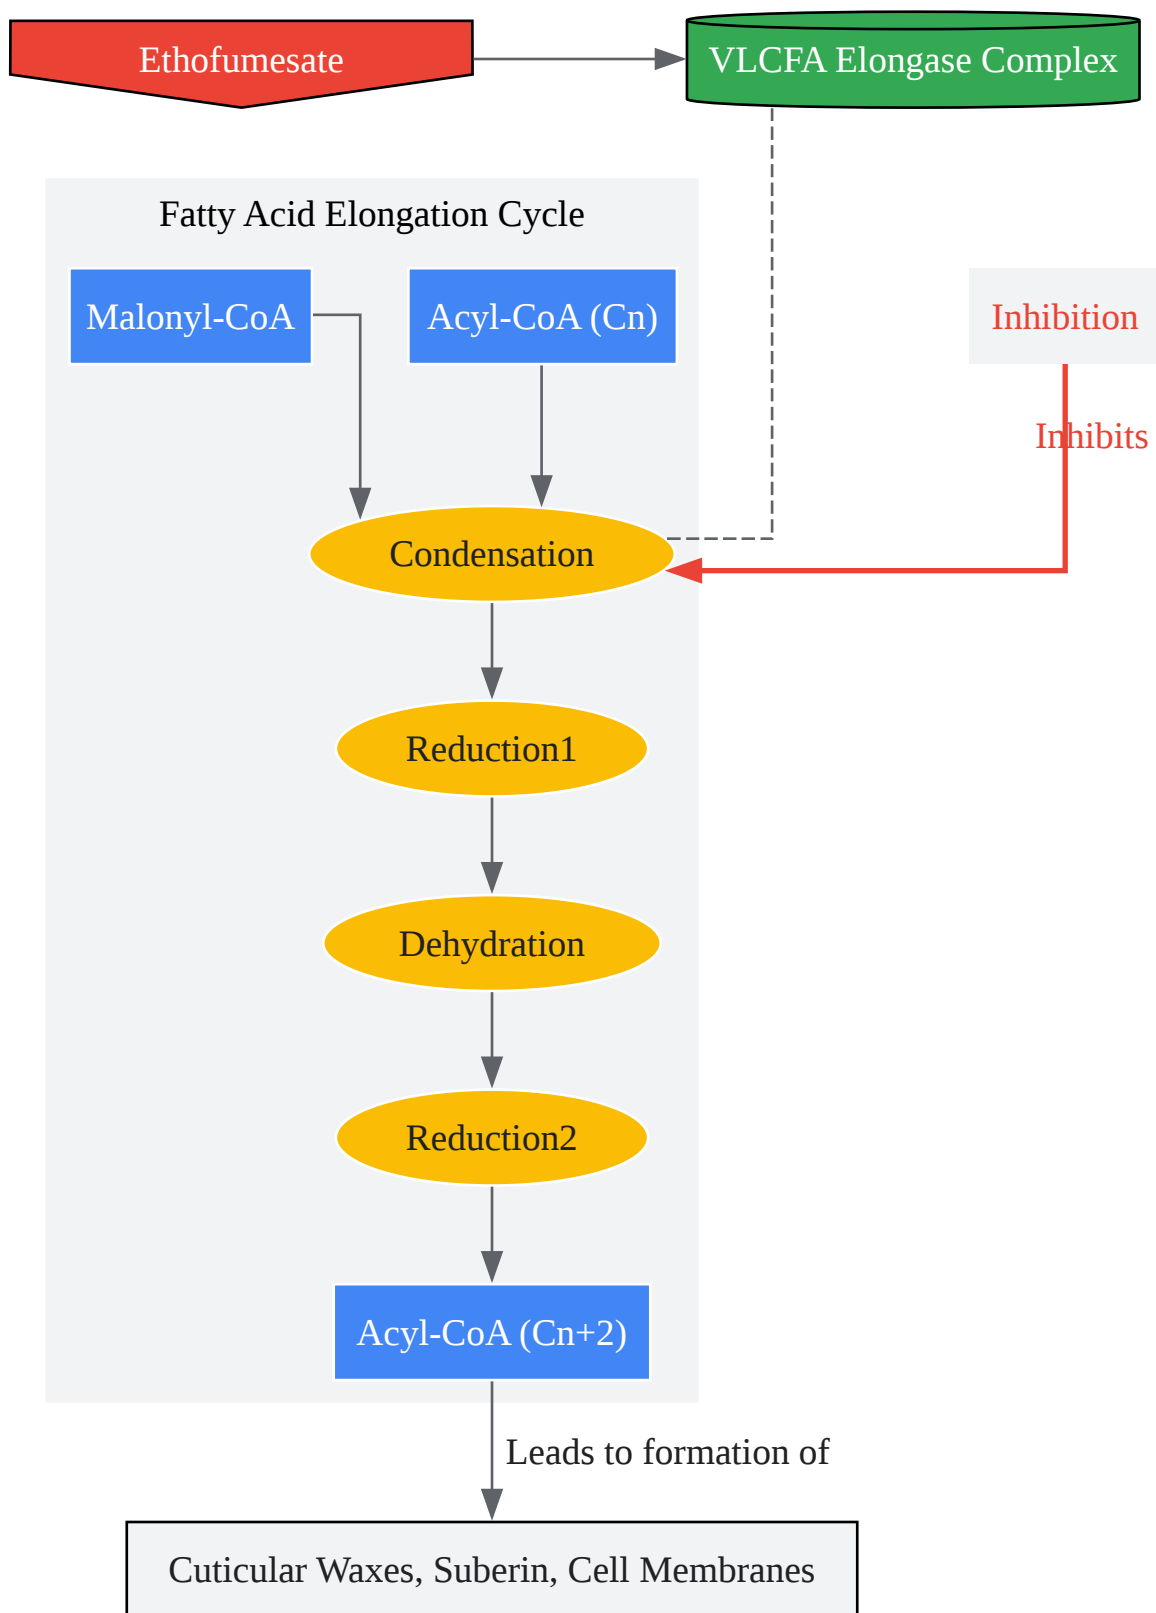 Ethofumesate
VLCFA Elongase Complex
Fatty Acid Elongation Cycle
Malonyl-CoA
Acyl-CoA (Cn)
Inhibition
Inhibits
Condensation
Reduction1
Dehydration
Reduction2
Acyl-CoA (Cn+2)
Leads to formation of
Cuticular Waxes, Suberin, Cell Membranes